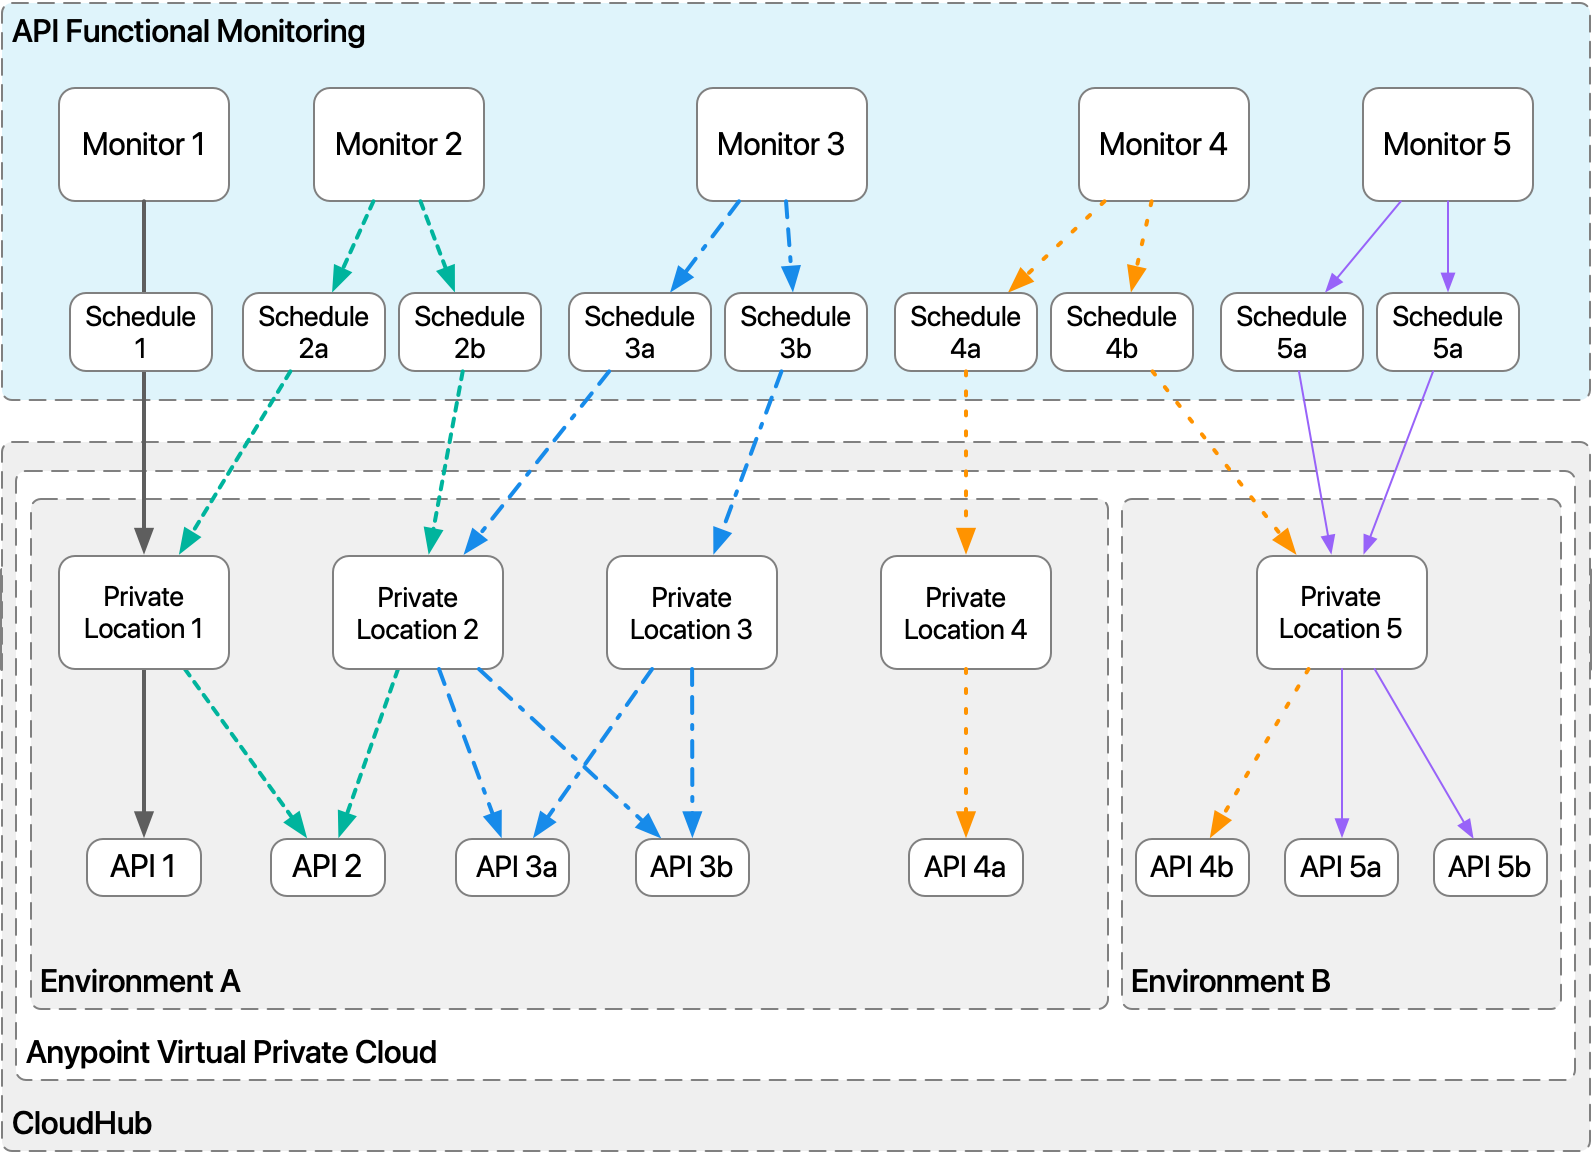 API Functional Monitoring
Monitor 1
Monitor 2
Monitor 3
Monitor 4
Monitor 5
Schedule
1
Schedule
2a
Schedule
2b
Schedule
3a
Schedule
3b
Schedule
4a
Schedule
4b
Schedule
5a
Schedule
5a
Private
Location 1
Private
Location 2
Private
Location 3
Private
Location 4
Private
Location 5
API 1
API 2
API 3a
API 3b
API 4a
API 4b
API 5a
API 5b
Environment A
Environment B
Anypoint Virtual Private Cloud
CloudHub